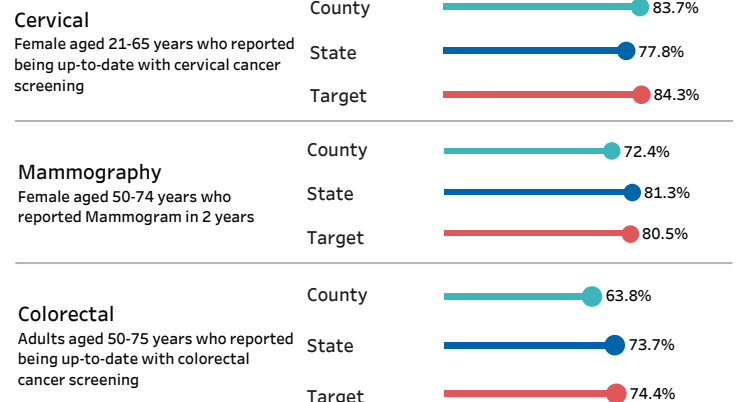 Cervical
Female aged 21-65 years who reported
being up-to-date with cervical cancer
screening
County
83.7%
State
77.8%
Target
84.3%
Mammography
Female aged 50-74 years who
reported Mammogram in 2 years
County
72.4%
State
81.3%
Target
80.5%
Colorectal
Adults aged 50-75 years who reported
being up-to-date with colorectal
cancer screening
County
63.8%
State
73.7%
Target
74.4%